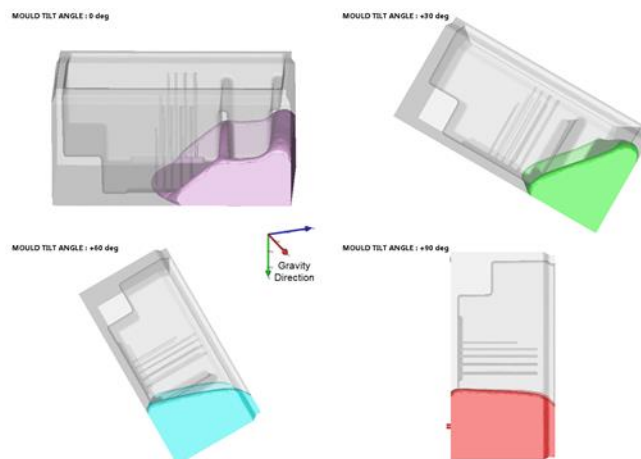 MOULD TILT ANGLE : 0 deg
MOULD TILT ANGLE : +30 deg
Gravity
Direction
MOULD TILT ANGLE : +60 deg
MOULD TILT ANGLE : +90 deg